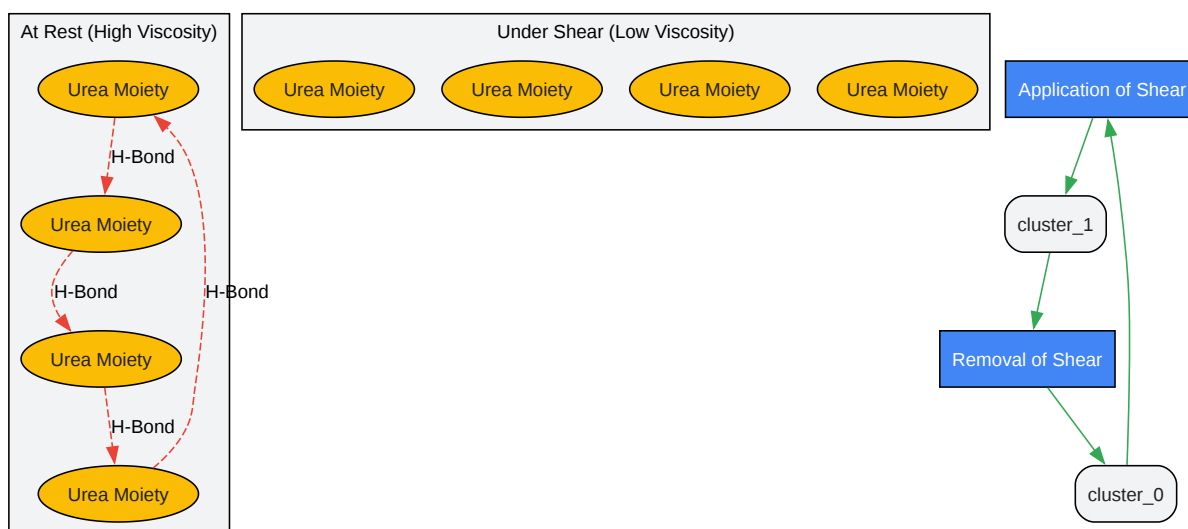 At Rest (High Viscosity)
Urea Moiety
H-Bond
Urea Moiety
H-Bond
H-Bond
Urea Moiety
H-Bond
Urea Moiety
Under Shear (Low Viscosity)
Urea Moiety
Urea Moiety
Urea Moiety
Urea Moiety
Application of Shear
cluster_1
Removal of Shear
cluster_0